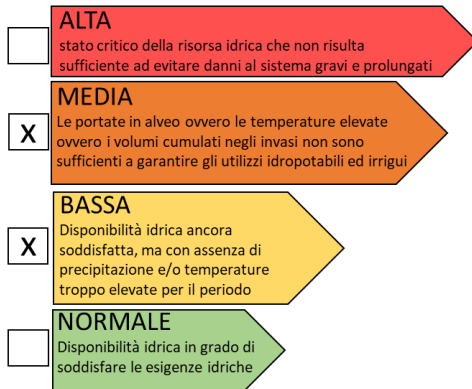 ALTA
stato critico della risorsa idrica che non risulta
sufficiente ad evitare danni al sistema gravi e prolungati
MEDIA
X
Le portate in alveo ovvero le temperature elevate
ovvero i volumi cumulati negli invasi non sono
sufficienti a garantire gli utilizzi idropotabili ed irrigui
BASSA
X
Disponibilità idrica ancora
soddisfatta, ma con assenza di
precipitazione e/o temperature
troppo elevate per il periodo
NORMALE
Disponibilità idrica in grado di
soddisfare le esigenze idriche